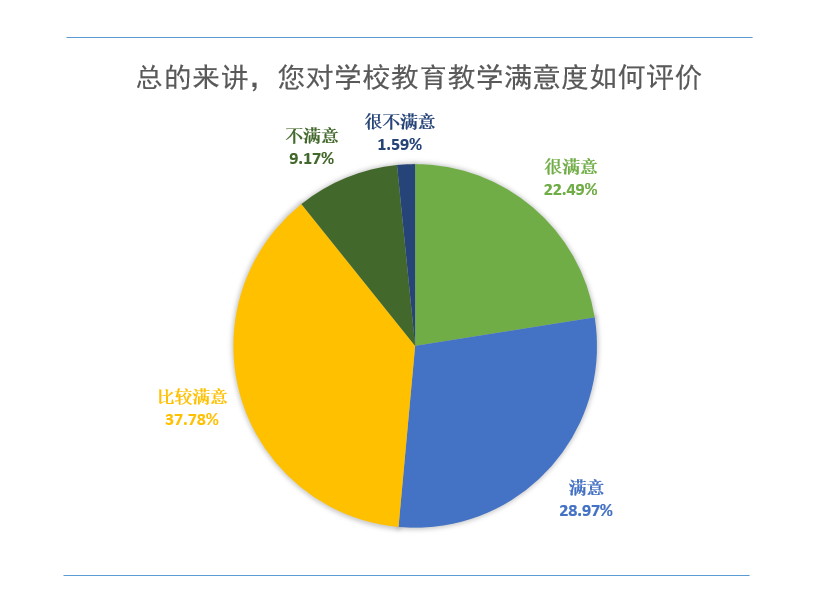 总的来讲，您对学校教育教学满意度如何评价
很不满意
1.59%
不满意
9.17%
很满意
22.49%
比较满意
37.78%
满意
28.97%